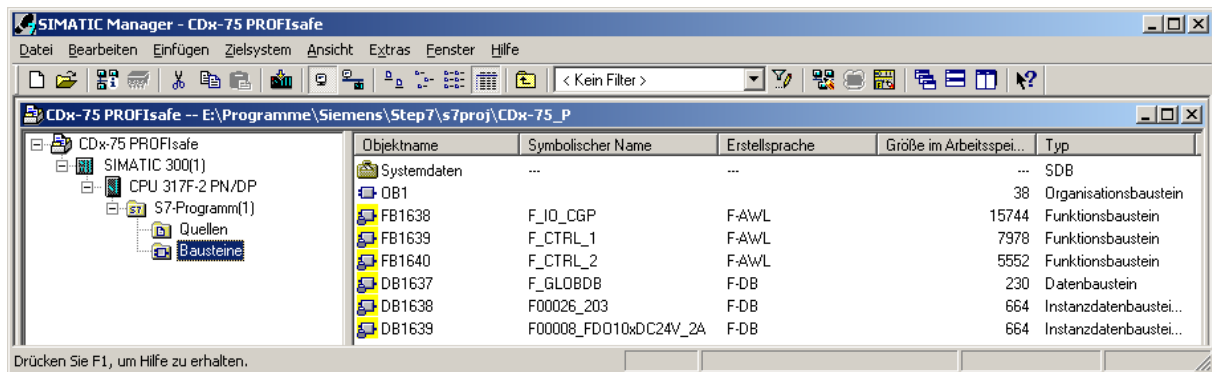 SIMATIC Manager - CDx-75 PROFIsafe
Datei Bearbeiten Einfügen Zielsystem Ansicht Extras Fenster Hilfe
< Kein Filter >
CDx-75 PROFIsafe -- E:\Programme\Siemens\Step7\s7proj\CDx-75_P
CDx-75 PROFIsafe
SIMATIC 300(1)
CPU 317F-2 PN/DP
S7-Programm(1)
Quellen
Bausteine
Objektname Symbolischer Name Erstellsprache Größe im Arbeitsspei... Typ
Systemdaten --- --- --- SDB
OB1 38 Organisationsbaustein
FB1638 F_IO_CGP F-AWL 15744 Funktionsbaustein
FB1639 F_CTRL_1 F-AWL 7978 Funktionsbaustein
FB1640 F_CTRL_2 F-AWL 5552 Funktionsbaustein
DB1637 F_GLOBDB F-DB 230 Datenbaustein
DB1638 F00026_203 F-DB 664 Instanzdatenbaustei...
DB1639 F00008_FDO10xDC24V_2A F-DB 664 Instanzdatenbaustei...
Drücken Sie F1, um Hilfe zu erhalten.